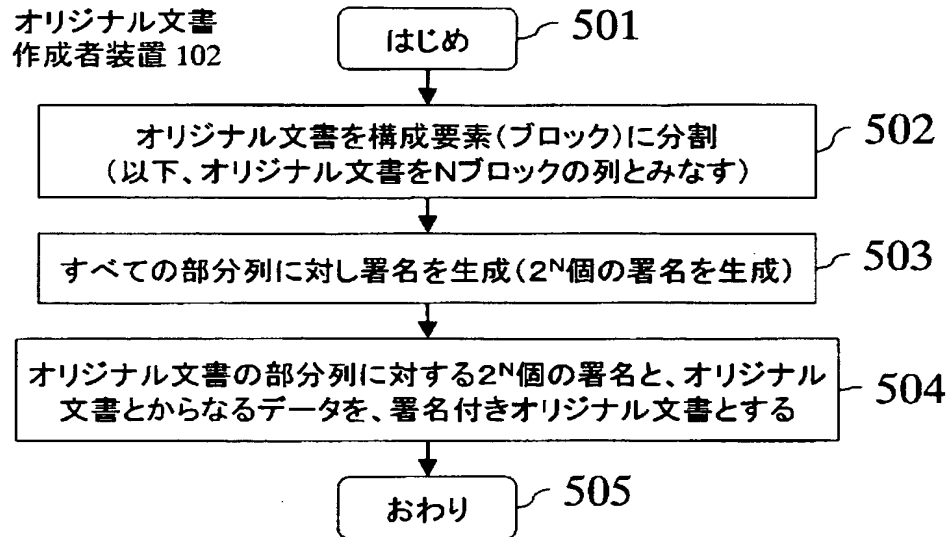 オリジナル文書
作成者装置 102
はじめ
501
オリジナル文書を構成要素(ブロック)に分割
(以下、オリジナル文書をNブロックの列とみなす)
502
すべての部分列に対し署名を生成(2ᴺ個の署名を生成)
503
オリジナル文書の部分列に対する2ᴺ個の署名と、オリジナル
文書とからなるデータを、署名付きオリジナル文書とする
504
おわり
505